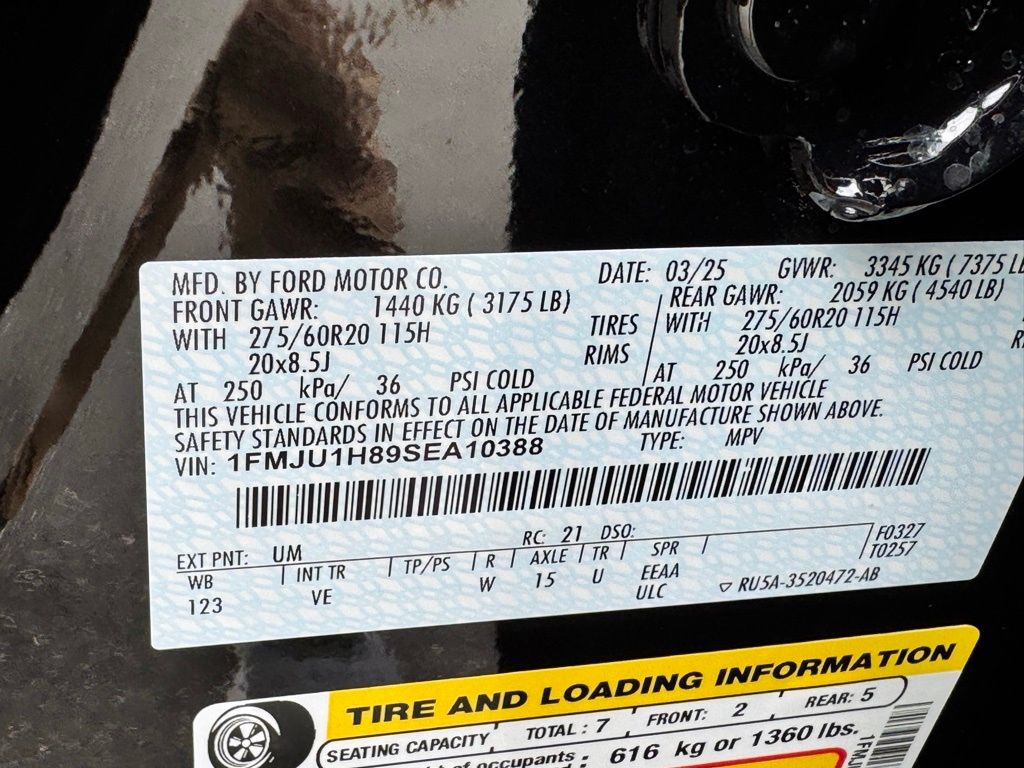 MFD. BY FORD MOTOR CO. DATE: 03/25 GVWR: 3345 KG ( 7375 LB
FRONT GAWR: 1440 KG ( 3175 LB) REAR GAWR: 2059 KG ( 4540 LB)
WITH 275/60R20 115H TIRES WITH 275/60R20 115H
20x8.5J RIMS 20x8.5J
AT 250 kPa/ 36 PSI COLD AT 250 kPa/ 36 PSI COLD
THIS VEHICLE CONFORMS TO ALL APPLICABLE FEDERAL MOTOR VEHICLE
SAFETY STANDARDS IN EFFECT ON THE DATE OF MANUFACTURE SHOWN ABOVE.
VIN: 1FMJU1H89SEA10388 TYPE: MPV
EXT PNT: UM RC: 21 DSO: F0327
WB INT TR TP/PS R AXLE TR SPR T0257
123 VE W 15 U EEAA
ULC ▽ RU5A-3520472-AB
TIRE AND LOADING INFORMATION
SEATING CAPACITY TOTAL : 7 FRONT: 2 REAR: 5
of occupants : 616 kg or 1360 lbs.
1FMJ